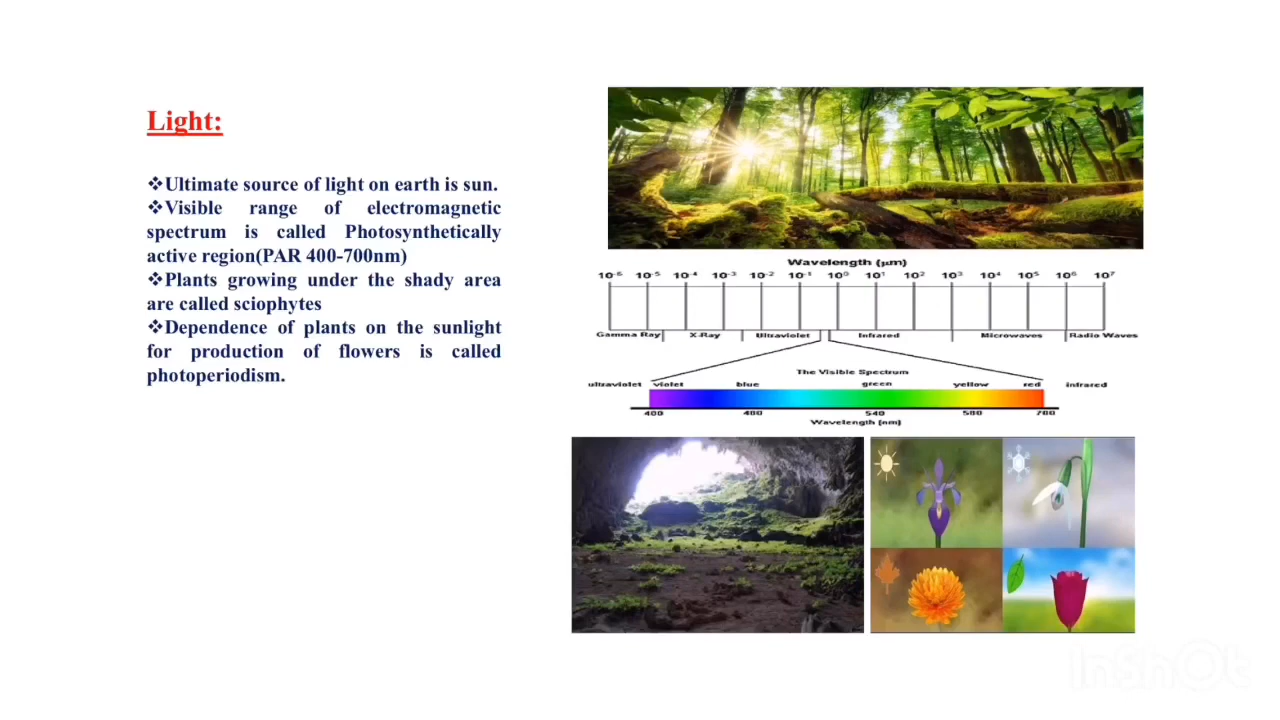 Light:
❖Ultimate source of light on earth is sun.
❖Visible range of electromagnetic
spectrum is called Photosynthetically
active region(PAR 400-700nm)
❖Plants growing under the shady area
are called sciophytes
❖Dependence of plants on the sunlight
for production of flowers is called
photoperiodism.
Wavelength (μm)
10⁻⁶ 10⁻⁵ 10⁻⁴ 10⁻³ 10⁻² 10⁻¹ 10⁰ 10¹ 10² 10³ 10⁴ 10⁵ 10⁶ 10⁷
Gamma Ray X-Ray Ultraviolet Infrared Microwaves Radio Waves
The Visible Spectrum
ultraviolet violet blue green yellow red infrared
400 480 540 580 700
Wavelength (nm)
InShOt